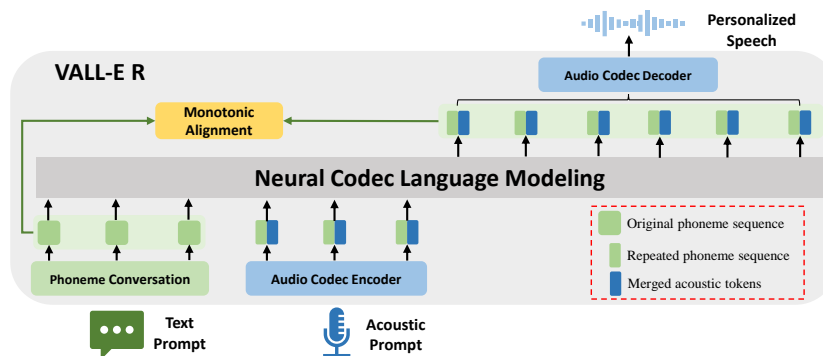 Personalized
Speech
VALL-E R
Audio Codec Decoder
Monotonic
Alignment
Neural Codec Language Modeling
Original phoneme sequence
Repeated phoneme sequence
Merged acoustic tokens
Phoneme Conversation
Audio Codec Encoder
Text
Prompt
Acoustic
Prompt